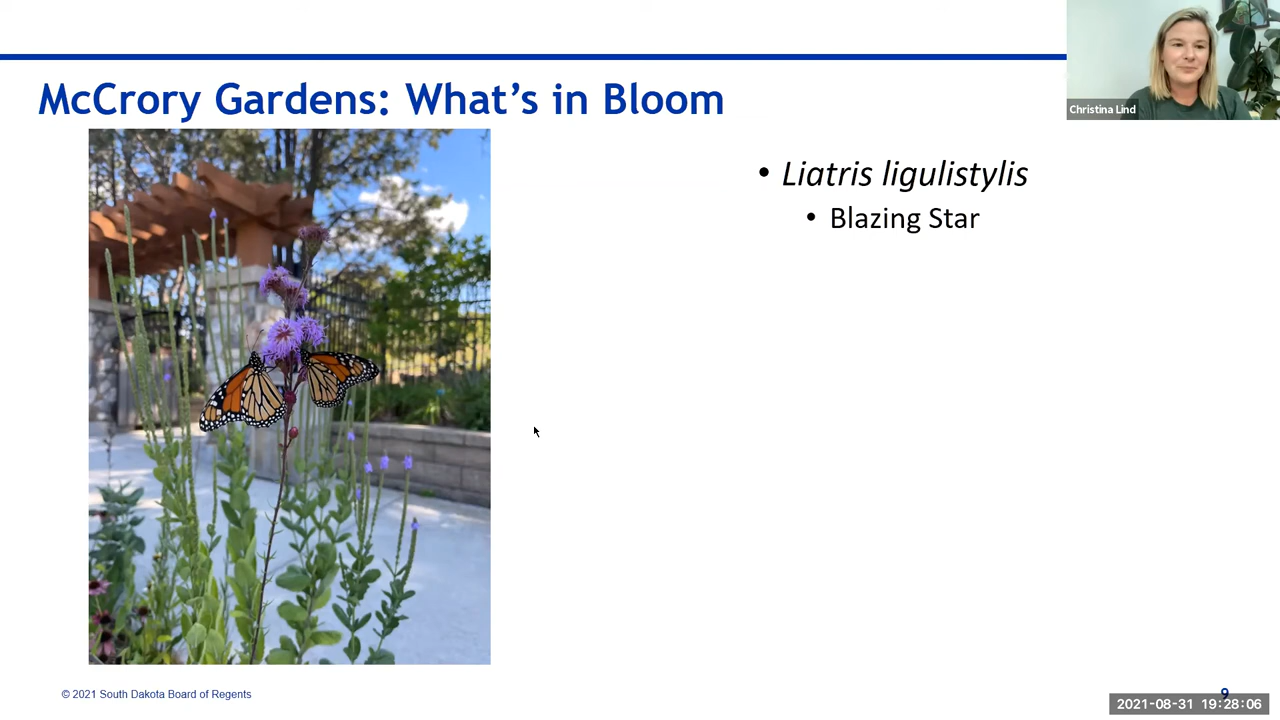 McCrory Gardens: What's in Bloom
Christina Lind
• Liatris ligulistylis
• Blazing Star
© 2021 South Dakota Board of Regents
9
2021-08-31 19:28:06